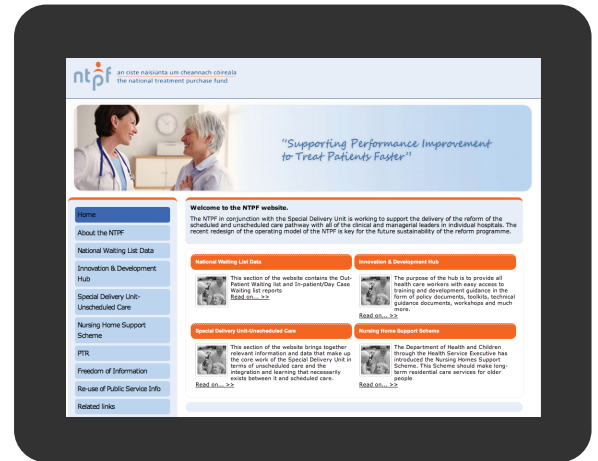 ntpf
an ciste náisiúnta um cheannach cóireála
the national treatment purchase fund
"Supporting Performance Improvement
to Treat Patients Faster"
Home
About the NTPF
National Waiting List Data
Innovation & Development
Hub
Special Delivery Unit-
Unscheduled Care
Nursing Home Support
Scheme
PTR
Freedom of Information
Re-use of Public Service Info
Related links
Welcome to the NTPF website.
The NTPF in conjunction with the Special Delivery Unit is working to support the delivery of the reform of the
scheduled and unscheduled care pathway with all of the clinical and managerial leaders in individual hospitals. The
recent redesign of the operating model of the NTPF is key for the future sustainability of the reform programme.
National Waiting List Data
This section of the website contains the Out-
Patient Waiting list and In-patient/Day Case
Waiting list reports
Read on... >>
Innovation & Development Hub
The purpose of the hub is to provide all
health care workers with easy access to
training and development guidance in the
form of policy documents, toolkits, technical
guidance documents, workshops and much
more.
Read on... >>
Special Delivery Unit-Unscheduled Care
This section of the website brings together
relevant information and data that make up
the core work of the Special Delivery Unit in
terms of unscheduled care and the
integration and learning that necessarily
exists between it and scheduled care.
Read on... >>
Nursing Home Support Scheme
The Department of Health and Children
through the Health Service Executive has
introduced the Nursing Homes Support
Scheme. This Scheme should make long-
term residential care services for older
people
Read on... >>